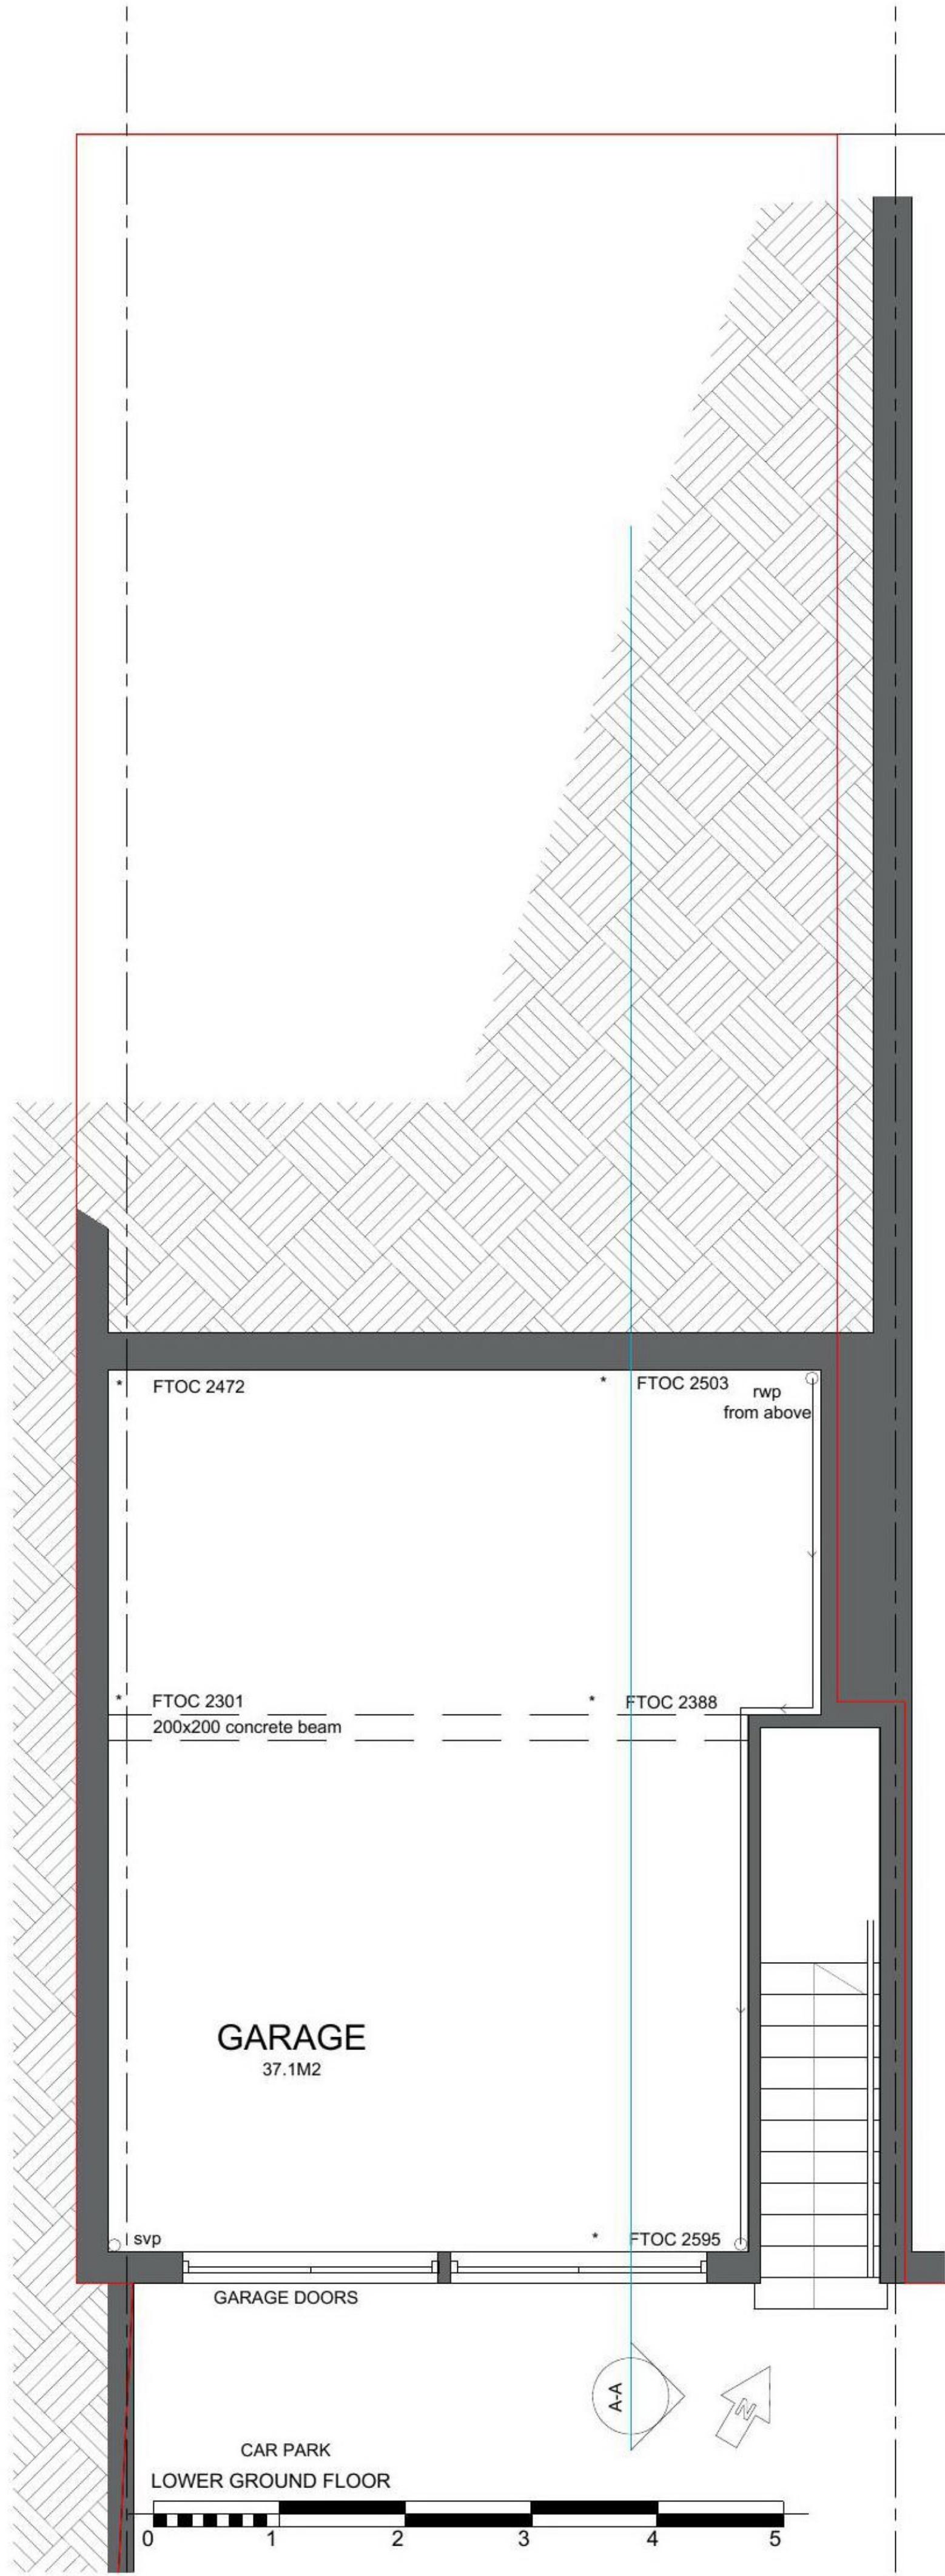 * FTOC 2472
* FTOC 2503
rwp
from above
* FTOC 2301
* FTOC 2388
200x200 concrete beam
GARAGE
37.1M2
svp
* FTOC 2595
GARAGE DOORS
A-A
N
CAR PARK
LOWER GROUND FLOOR
0 1 2 3 4 5